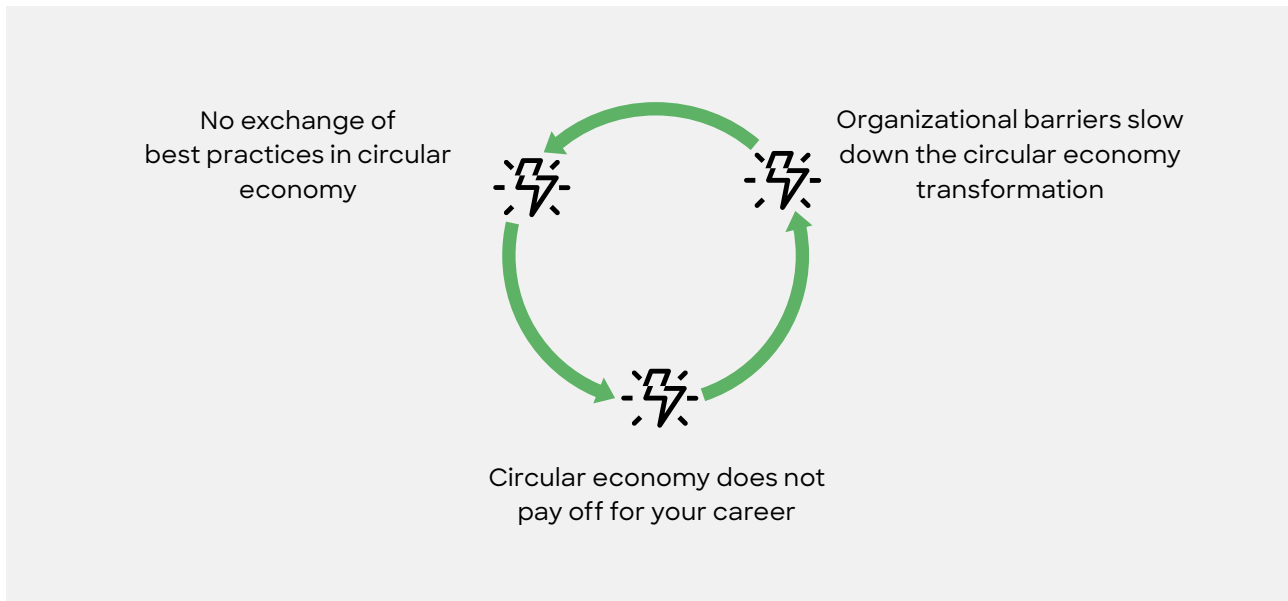 No exchange of
best practices in circular
economy
Organizational barriers slow
down the circular economy
transformation
Circular economy does not
pay off for your career